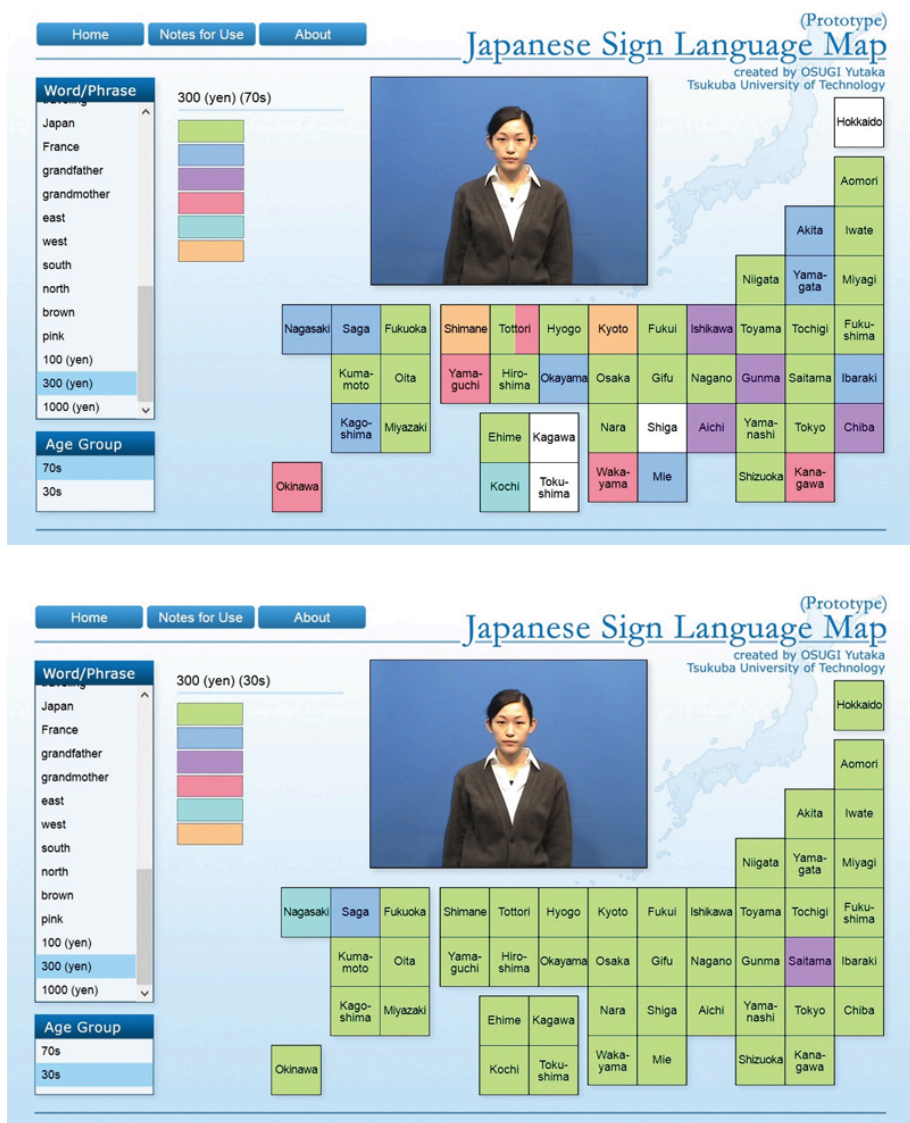 (Prototype)
Home
Notes for Use
About
Japanese Sign Language Map
created by OSUGI Yutaka
Tsukuba University of Technology
Word/Phrase
Japan
France
grandfather
grandmother
east
west
south
north
brown
pink
100 (yen)
300 (yen)
1000 (yen)
Age Group
70s
30s
300 (yen) (70s)
Hokkaido
Aomori
Akita
Iwate
Niigata
Yama-
gata
Miyagi
Nagasaki
Saga
Fukuoka
Shimane
Tottori
Hyogo
Kyoto
Fukui
Ishikawa
Toyama
Tochigi
Fuku-
shima
Kuma-
moto
Oita
Yama-
guchi
Hiro-
shima
Okayama
Osaka
Gifu
Nagano
Gunma
Saitama
Ibaraki
Kago-
shima
Miyazaki
Ehime
Kagawa
Nara
Shiga
Aichi
Yama-
nashi
Tokyo
Chiba
Okinawa
Kochi
Toku-
shima
Waka-
yama
Mie
Shizuoka
Kana-
gawa
(Prototype)
Home
Notes for Use
About
Japanese Sign Language Map
created by OSUGI Yutaka
Tsukuba University of Technology
Word/Phrase
Japan
France
grandfather
grandmother
east
west
south
north
brown
pink
100 (yen)
300 (yen)
1000 (yen)
Age Group
70s
30s
300 (yen) (30s)
Hokkaido
Aomori
Akita
Iwate
Niigata
Yama-
gata
Miyagi
Nagasaki
Saga
Fukuoka
Shimane
Tottori
Hyogo
Kyoto
Fukui
Ishikawa
Toyama
Tochigi
Fuku-
shima
Kuma-
moto
Oita
Yama-
guchi
Hiro-
shima
Okayama
Osaka
Gifu
Nagano
Gunma
Saitama
Ibaraki
Kago-
shima
Miyazaki
Ehime
Kagawa
Nara
Shiga
Aichi
Yama-
nashi
Tokyo
Chiba
Okinawa
Kochi
Toku-
shima
Waka-
yama
Mie
Shizuoka
Kana-
gawa